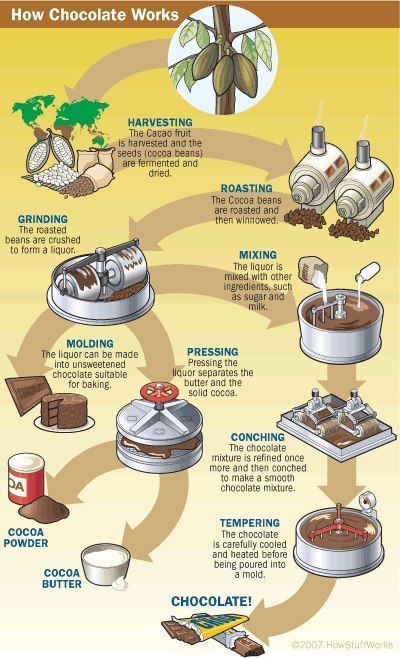 How Chocolate Works
HARVESTING
The Cacao fruit
is harvested and the
seeds (cocoa beans)
are fermented and
dried.
ROASTING
The Cocoa beans
are roasted and
then winnowed.
GRINDING
The roasted
beans are crushed
to form a liquor.
MIXING
The liquor is
mixed with other
ingredients, such
as sugar and
milk.
MOLDING
The liquor can be made
into unsweetened
chocolate suitable
for baking.
PRESSING
Pressing the
liquor separates the
butter and the
solid cocoa.
CONCHING
The chocolate
mixture is refined once
more and then conched
to make a smooth
chocolate mixture.
OA
COCOA
POWDER
COCOA
BUTTER
TEMPERING
The chocolate
is carefully cooled
and heated before
being poured into
a mold.
CHOCOLATE!
©2007 HowStuffWorks